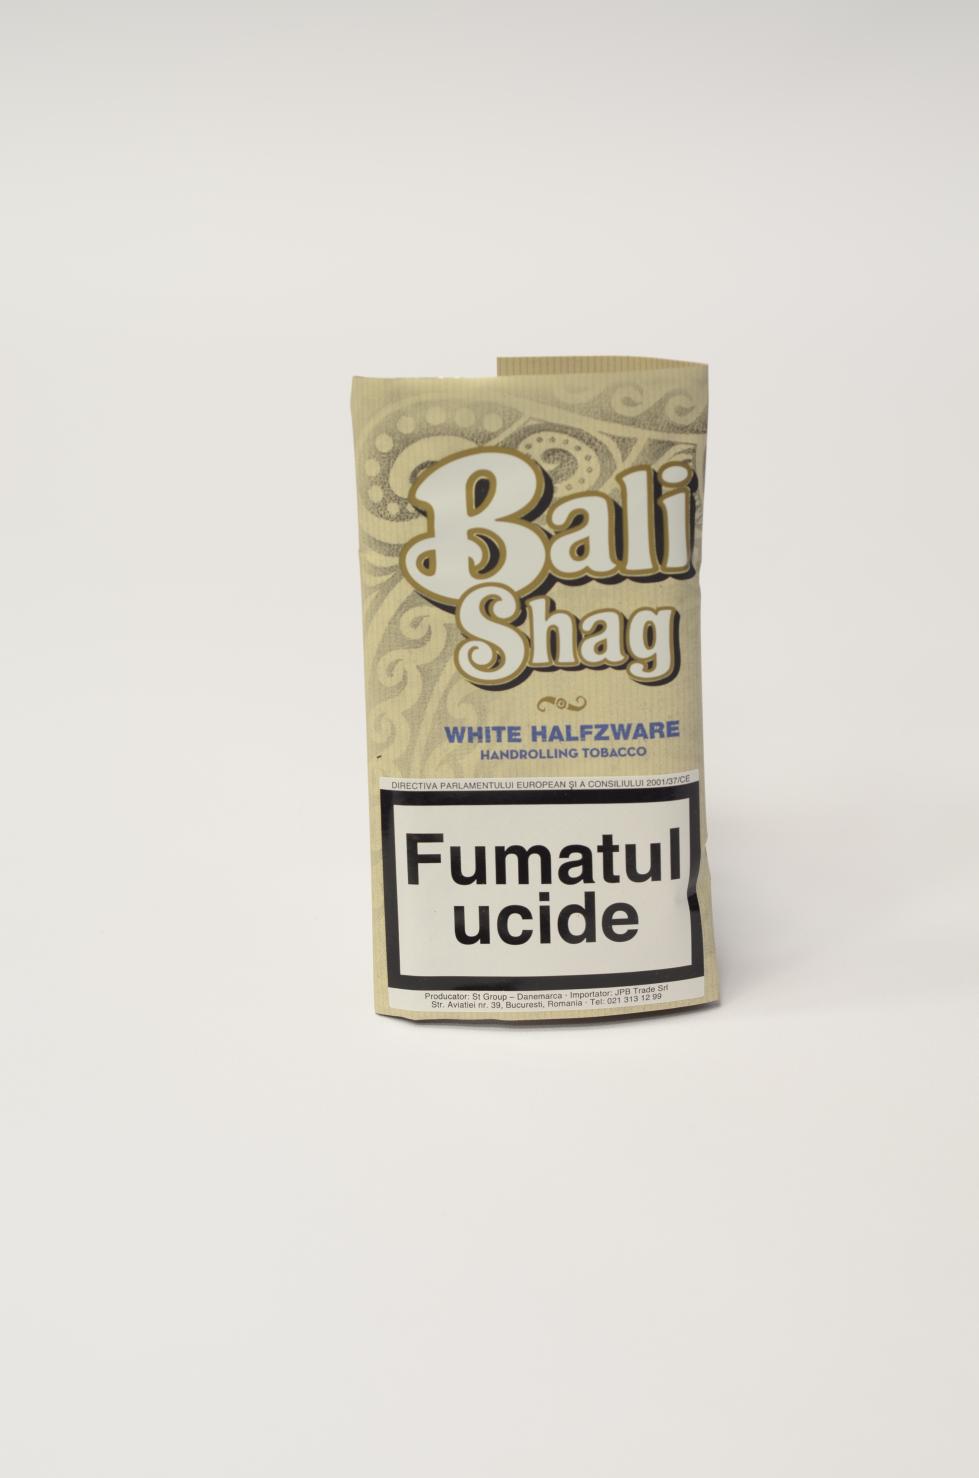 Bali
Shag
WHITE HALFZWARE
HANDROLLING TOBACCO
DIRECTIVA PARLAMENTULUI EUROPEAN ŞI A CONSILIULUI 2001/37/CE
Fumatul
ucide
Producator: St Group – Danemarca · Importator: JPB Trade Srl
Str. Aviatiei nr. 39, Bucuresti, Romania · Tel: 021 313 12 99